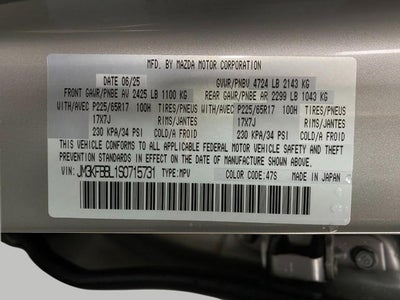 MFD. BY MAZDA MOTOR CORPORATION
DATE 06/25 GVWR/PNBV 4724 LB 2143 KG
FRONT GAWR/PNBE AV 2425 LB 1100 KG REAR GAWR/PNBE AR 2299 LB 1043 KG
WITH/AVEC P225/65R17 100H TIRES/PNEUS WITH/AVEC P225/65R17 100H TIRES/PNEUS
17X7J RIMS/JANTES 17X7J RIMS/JANTES
230 KPA/34 PSI COLD/A FROID 230 KPA/34 PSI COLD/A FROID
THIS VEHICLE CONFORMS TO ALL APPLICABLE FEDERAL MOTOR VEHICLE SAFETY AND THEFT
PREVENTION STANDARDS IN EFFECT ON THE DATE OF MANUFACTURE SHOWN ABOVE.
VIN: JM3KFBBL1S0715731 TYPE:MPV COLOR CODE:47S MADE IN JAPAN